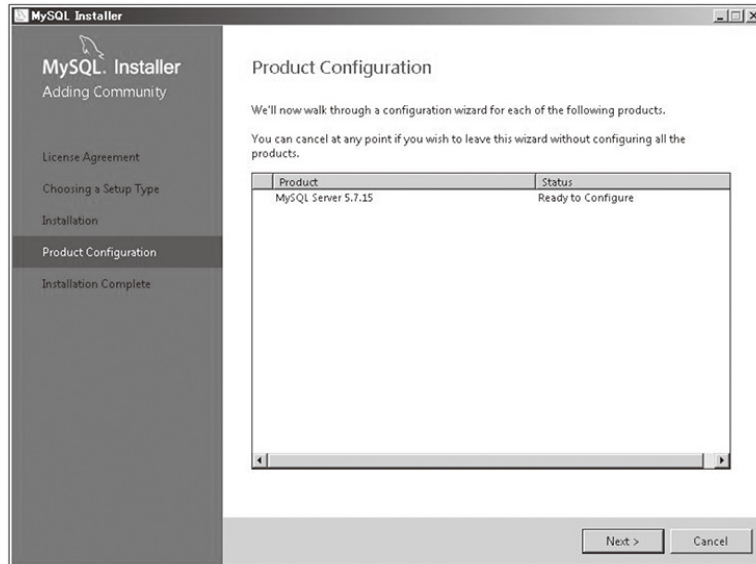 MySQL Installer
MySQL. Installer
Adding Community
License Agreement
Choosing a Setup Type
Installation
Product Configuration
Installation Complete
Product Configuration
We'll now walk through a configuration wizard for each of the following products.
You can cancel at any point if you wish to leave this wizard without configuring all the
products.
Product Status
MySQL Server 5.7.15 Ready to Configure
Next > Cancel